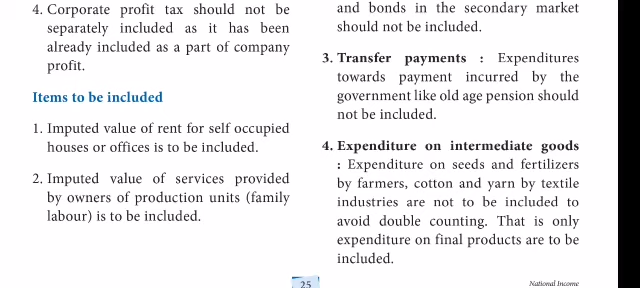 4. Corporate profit tax should not be
separately included as it has been
already included as a part of company
profit.
Items to be included
1. Imputed value of rent for self occupied
houses or offices is to be included.
2. Imputed value of services provided
by owners of production units (family
labour) is to be included.
and bonds in the secondary market
should not be included.
3. Transfer payments : Expenditures
towards payment incurred by the
government like old age pension should
not be included.
4. Expenditure on intermediate goods
: Expenditure on seeds and fertilizers
by farmers, cotton and yarn by textile
industries are not to be included to
avoid double counting. That is only
expenditure on final products are to be
included.
25
National Income